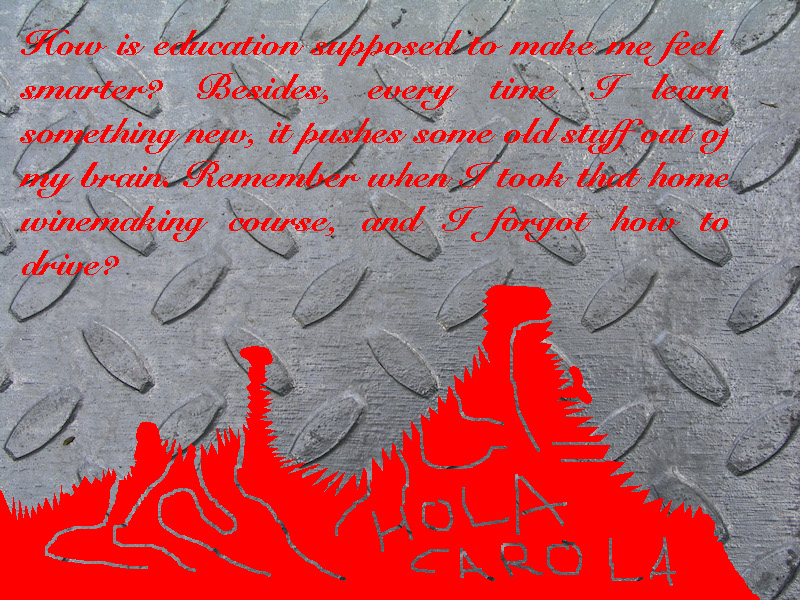 How is education supposed to make me feel
smarter? Besides, every time I learn
something new, it pushes some old stuff out of
my brain. Remember when I took that home
winemaking course, and I forgot how to
drive?
HOLA
CAROLA